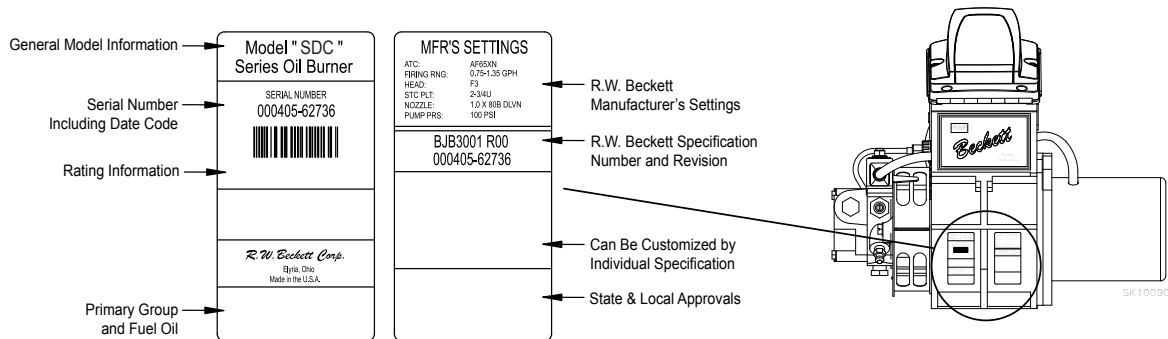 General Model Information
Serial Number
Including Date Code
Rating Information
Primary Group
and Fuel Oil
Model " SDC "
Series Oil Burner
SERIAL NUMBER
000405-62736
R.W. Beckett Corp.
Elyria, Ohio
Made in the U.S.A.
MFR'S SETTINGS
ATC: AF65XN
FIRING RNG: 0.75-1.35 GPH
HEAD: F3
STC PLT: 2-3/4U
NOZZLE: 1.0 X 80B DLVN
PUMP PRS: 100 PSI
BJB3001 R00
000405-62736
R.W. Beckett
Manufacturer's Settings
R.W. Beckett Specification
Number and Revision
Can Be Customized by
Individual Specification
State & Local Approvals
Beckett
SK10090